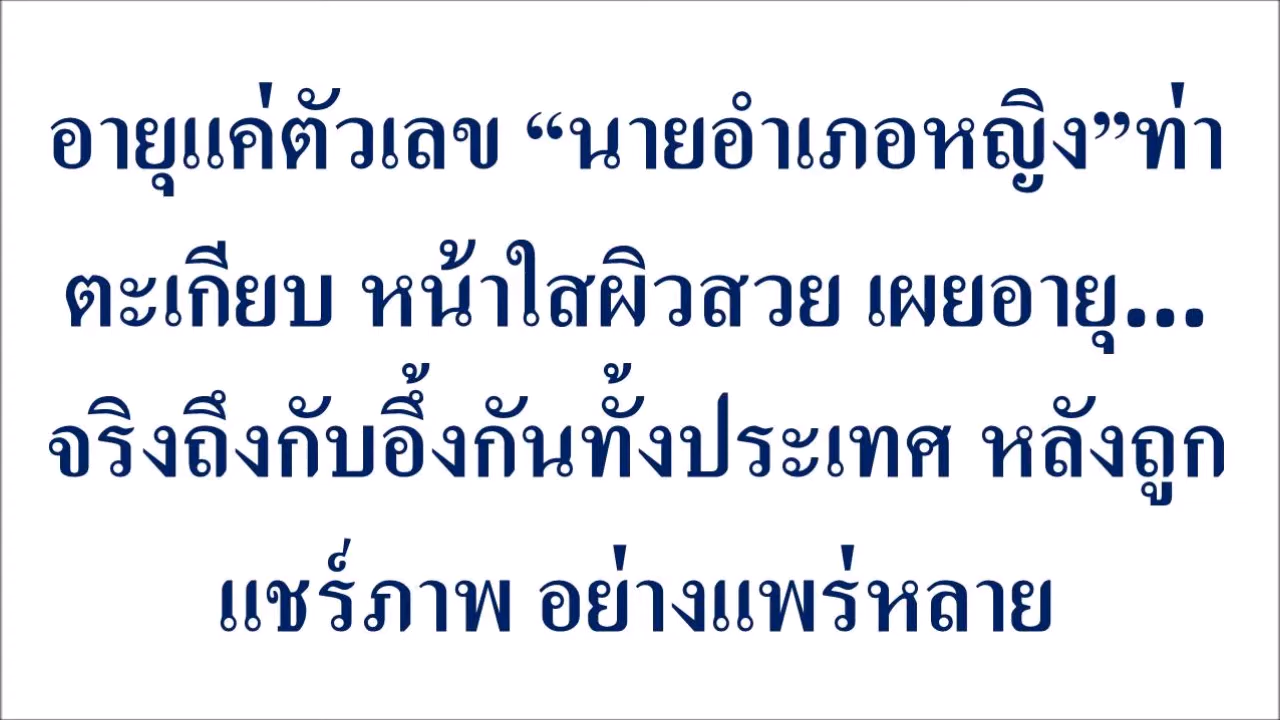 อายุแค่ตัวเลข “นายอำเภอหญิง”ท่า
ตะเกียบ หน้าใสผิวสวย เผยอายุ...
จริงถึงกับอึ้งกันทั้งประเทศ หลังถูก
แชร์ภาพ อย่างแพร่หลาย